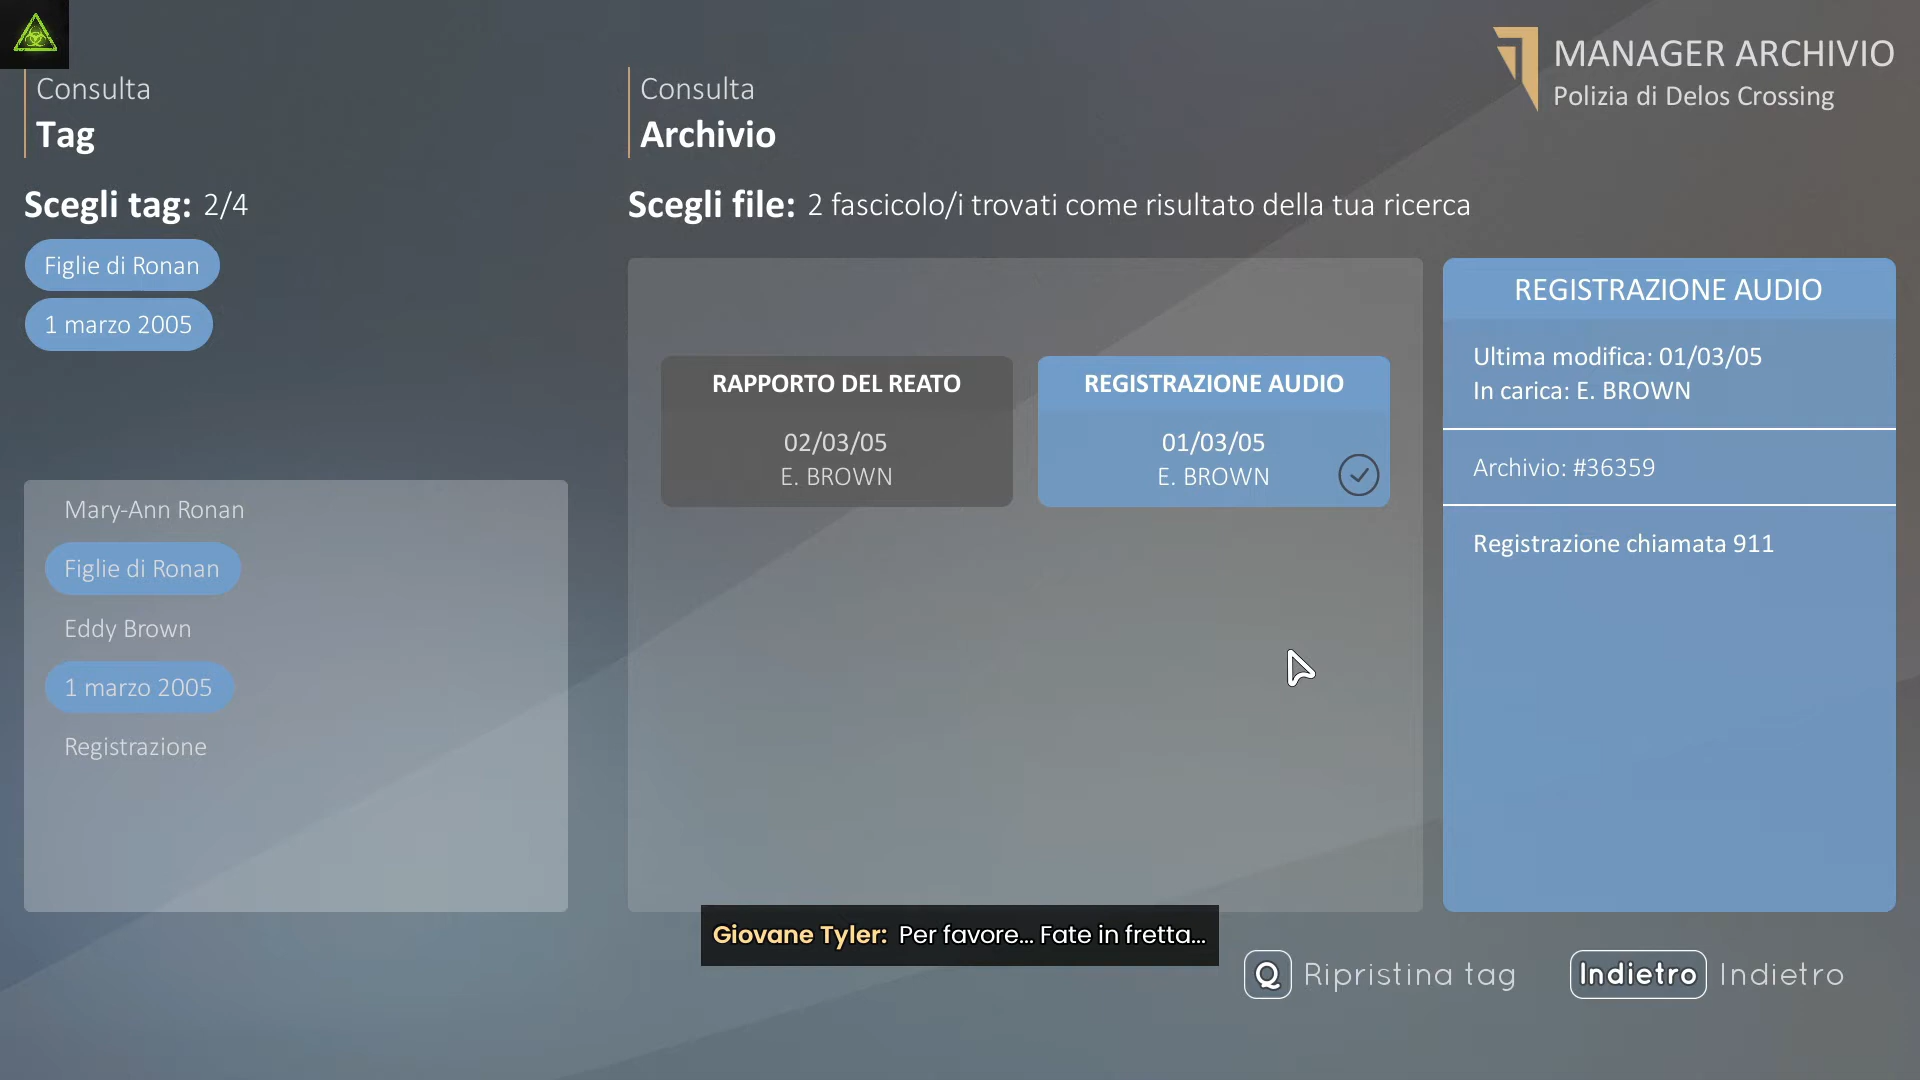 Consulta
Tag
Scegli tag: 2/4
Figlie di Ronan
1 marzo 2005
Mary-Ann Ronan
Figlie di Ronan
Eddy Brown
1 marzo 2005
Registrazione
Consulta
Archivio
Scegli file: 2 fascicolo/i trovati come risultato della tua ricerca
RAPPORTO DEL REATO
02/03/05
E. BROWN
REGISTRAZIONE AUDIO
01/03/05
E. BROWN
MANAGER ARCHIVIO
Polizia di Delos Crossing
REGISTRAZIONE AUDIO
Ultima modifica: 01/03/05
In carica: E. BROWN
Archivio: #36359
Registrazione chiamata 911
Giovane Tyler: Per favore... Fate in fretta...
Q Ripristina tag
Indietro Indietro